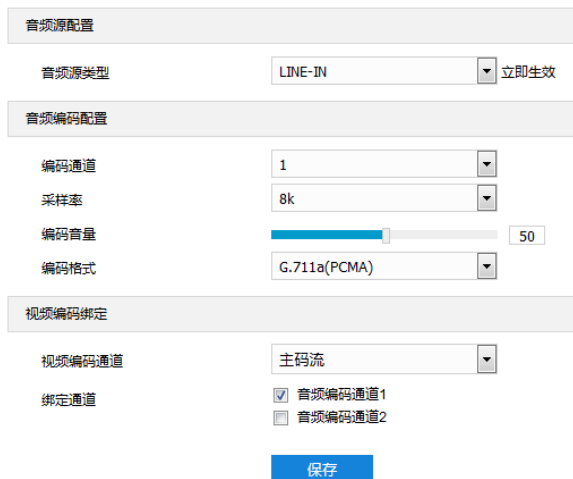 音频源配置
音频源类型 LINE-IN 立即生效
音频编码配置
编码通道 1
采样率 8k
编码音量 50
编码格式 G.711a(PCMA)
视频编码绑定
视频编码通道 主码流
绑定通道 音频编码通道1
音频编码通道2
保存